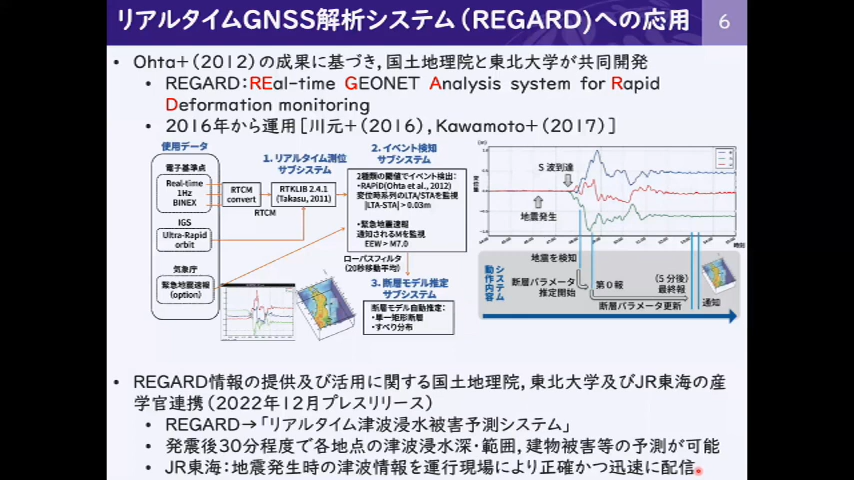 リアルタイムGNSS解析システム(REGARD)への応用
6
• Ohta+(2012)の成果に基づき,国土地理院と東北大学が共同開発
• REGARD：REal-time GEONET Analysis system for Rapid
Deformation monitoring
• 2016年から運用[川元+(2016),Kawamoto+(2017)]
使用データ
電子基準点
Real-time
1Hz
BINEX
IGS
Ultra-Rapid
orbit
気象庁
緊急地震速報
(option)
RTCM
convert
RTCM
1. リアルタイム測位
サブシステム
RTKLIB 2.4.1
(Takasu, 2011)
2. イベント検知
サブシステム
2種類の閾値でイベント検出：
•RAPiD(Ohta et al., 2012)
変位時系列のLTA/STAを監視
|LTA-STA| > 0.03m
•緊急地震速報
通知されるMを監視
EEW > M7.0
ローパスフィルタ
(20秒移動平均)
3. 断層モデル推定
サブシステム
断層モデル自動推定：
•単一矩形断層
•すべり分布
S波到達
地震発生
時刻
システム
動作内容
地震を検知
断層パラメータ
推定開始
第0報
(5分後)
最終報
断層パラメータ更新
通知
• REGARD情報の提供及び活用に関する国土地理院,東北大学及びJR東海の産
学官連携(2022年12月プレスリリース)
• REGARD→「リアルタイム津波浸水被害予測システム」
• 発震後30分程度で各地点の津波浸水深・範囲,建物被害等の予測が可能
• JR東海：地震発生時の津波情報を運行現場により正確かつ迅速に配信